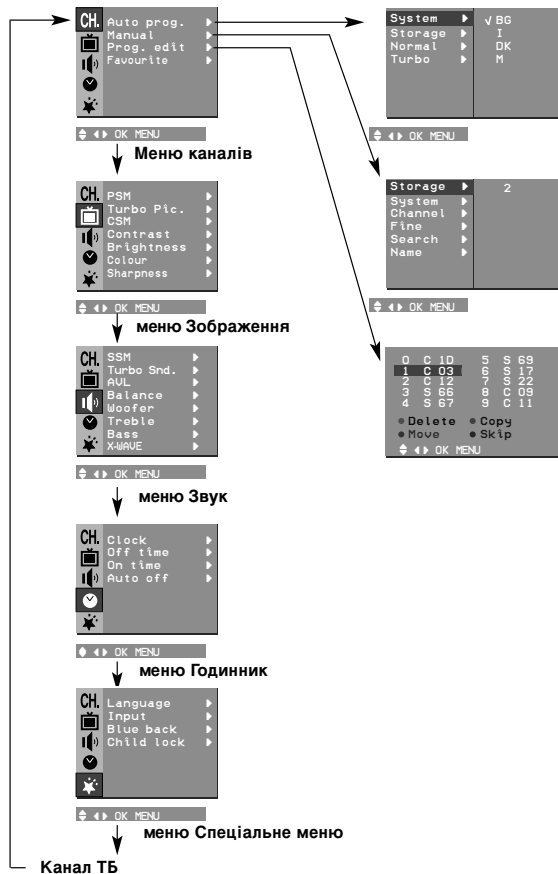 CH.
Auto prog.
Manual
Prog. edit
Favourite
OK MENU
Меню каналів
System √ BG
Storage I
Normal DK
Turbo M
OK MENU
CH.
PSM
Turbo Pic.
CSM
Contrast
Brightness
Colour
Sharpness
OK MENU
меню Зображення
Storage 2
System
Channel
Fine
Search
Name
OK MENU
CH.
SSM
Turbo Snd.
AVL
Balance
Woofer
Treble
Bass
X-WAVE
OK MENU
меню Звук
0 C 10 5 S 69
1 C 03 6 S 17
2 C 12 7 S 22
3 S 66 8 C 09
4 S 67 9 C 11
Delete Copy
Move Skip
OK MENU
CH.
Clock
Off time
On time
Auto off
OK MENU
меню Годинник
CH.
Language
Input
Blue back
Child lock
OK MENU
меню Спеціальне меню
Канал ТБ